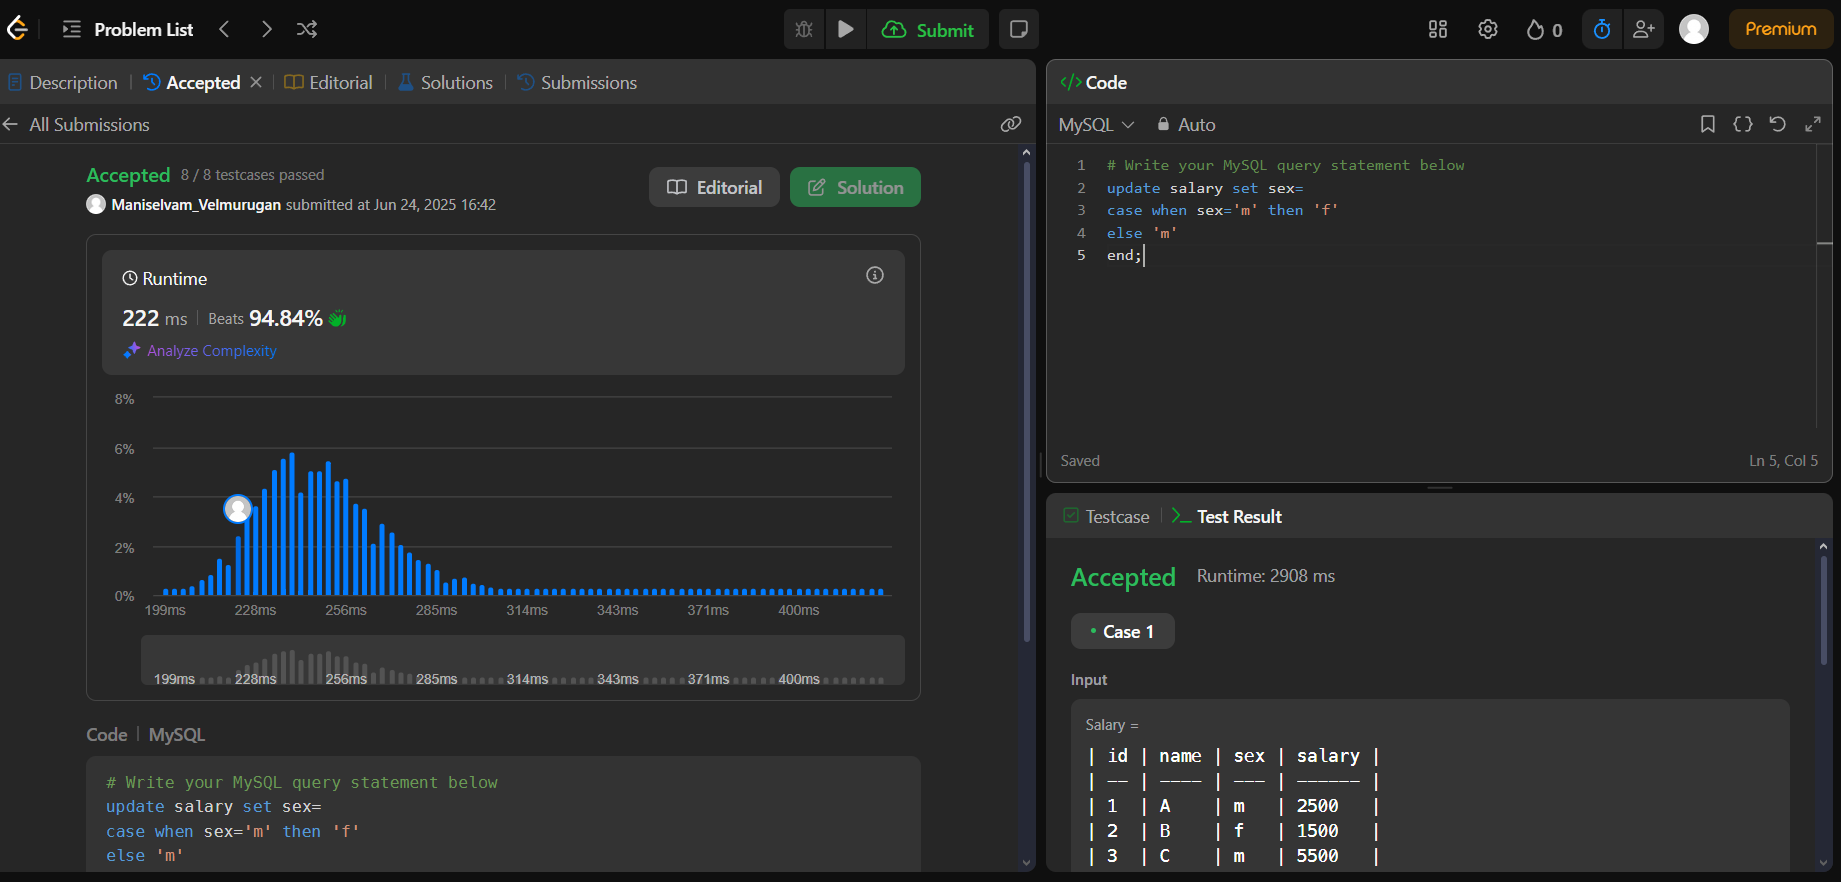 Problem List
Submit
0
Premium
Description
Accepted
Editorial
Solutions
Submissions
All Submissions
Accepted 8 / 8 testcases passed
Maniselvam_Velmurugan submitted at Jun 24, 2025 16:42
Editorial
Solution
Runtime
222 ms Beats 94.84%
Analyze Complexity
8%
6%
4%
2%
0%
199ms 228ms 256ms 285ms 314ms 343ms 371ms 400ms
199ms 228ms 256ms 285ms 314ms 343ms 371ms 400ms
Code | MySQL
# Write your MySQL query statement below
update salary set sex=
case when sex='m' then 'f'
else 'm'
</> Code
MySQL Auto
1 # Write your MySQL query statement below
2 update salary set sex=
3 case when sex='m' then 'f'
4 else 'm'
5 end;
Saved
Ln 5, Col 5
Testcase
Test Result
Accepted Runtime: 2908 ms
• Case 1
Input
Salary =
| id | name | sex | salary |
| -- | ---- | --- | ------ |
| 1 | A | m | 2500 |
| 2 | B | f | 1500 |
| 3 | C | m | 5500 |